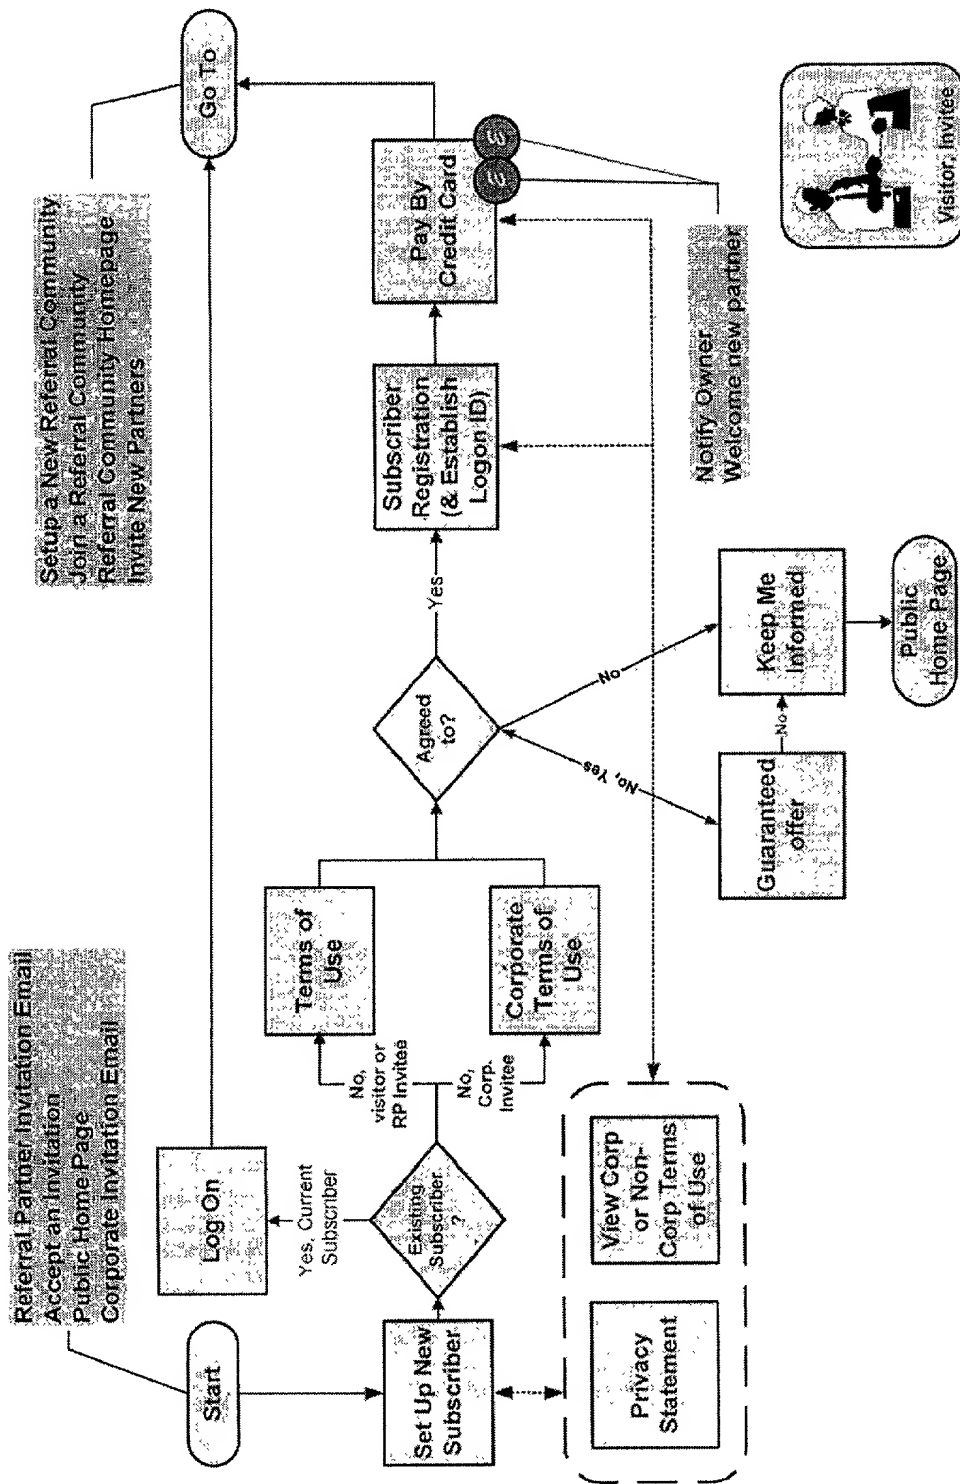 Referral Partner Invitation Email
Accept an Invitation
Public Home Page
Corporate Invitation Email
Setup a New Referral Community
Join a Referral Community
Referral Community Homepage
Invite New Partners
Start
Log On
Go To
Yes, Current
Subscriber
Set Up New
Subscriber
Existing
Subscriber
?
No,
visitor or
RP Invitee
No,
Corp.
Invitee
Terms of
Use
Corporate
Terms of
Use
Agreed
to?
Yes
Subscriber
Registration
(& Establish
Logon ID)
Pay By
Credit Card
No, Yes
No
Privacy
Statement
View Corp
or Non-
Corp Terms
of Use
Guaranteed
offer
No
Keep Me
Informed
Public
Home Page
Notify Owner
Welcome new partner
Visitor, Invitee